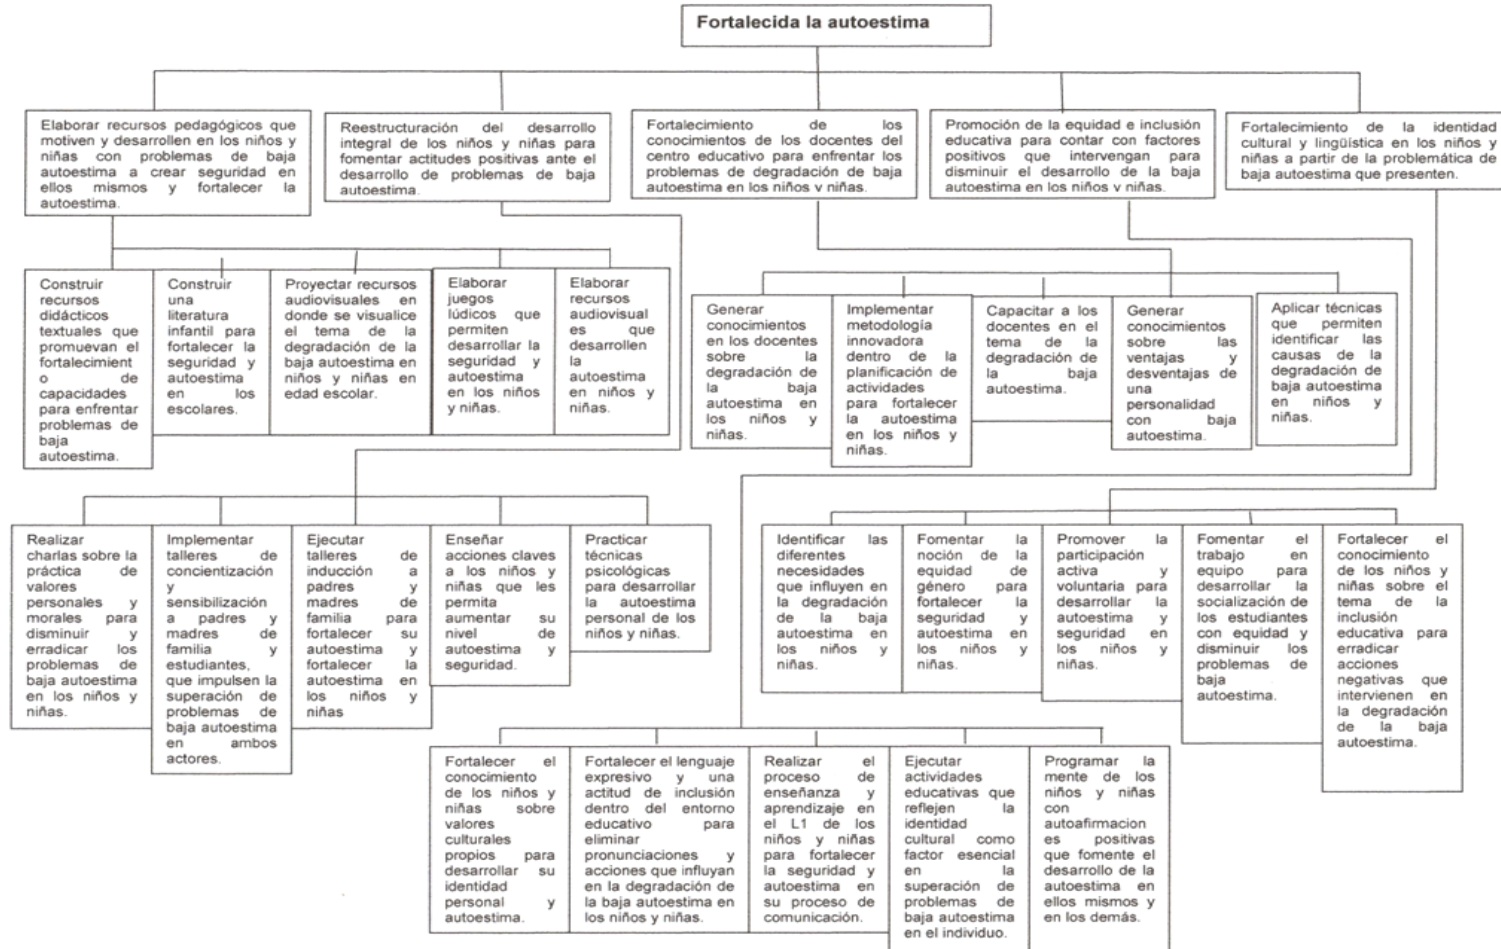 Fortalecida la autoestima
Elaborar recursos pedagógicos que
motiven y desarrollen en los niños y
niñas con problemas de baja
autoestima a crear seguridad en
ellos mismos y fortalecer la
autoestima.
Reestructuración del desarrollo
integral de los niños y niñas para
fomentar actitudes positivas ante el
desarrollo de problemas de baja
autoestima.
Fortalecimiento de los
conocimientos de los docentes del
centro educativo para enfrentar los
problemas de degradación de baja
autoestima en los niños y niñas.
Promoción de la equidad e inclusión
educativa para contar con factores
positivos que intervengan para
disminuir el desarrollo de la baja
autoestima en los niños y niñas.
Fortalecimiento de la identidad
cultural y lingüística en los niños y
niñas a partir de la problemática de
baja autoestima que presenten.
Construir
recursos
didácticos
textuales que
promuevan el
fortalecimient
o de
capacidades
para enfrentar
problemas de
baja
autoestima.
Construir
una
literatura
infantil para
fortalecer la
seguridad y
autoestima
en los
escolares.
Proyectar recursos
audiovisuales en
donde se visualice
el tema de la
degradación de la
baja autoestima en
niños y niñas en
edad escolar.
Elaborar
juegos
lúdicos que
permiten
desarrollar la
seguridad y
autoestima
en los niños
y niñas.
Elaborar
recursos
audiovisual
es que
desarrollen
la
autoestima
en niños y
niñas.
Generar
conocimientos
en los docentes
sobre la
degradación de
la baja
autoestima en
los niños y
niñas.
Implementar
metodología
innovadora
dentro de la
planificación de
actividades
para fortalecer
la autoestima
en los niños y
niñas.
Capacitar a los
docentes en el
tema de la
degradación de
la baja
autoestima.
Generar
conocimientos
sobre las
ventajas y
desventajas de
una
personalidad
con baja
autoestima.
Aplicar técnicas
que permiten
identificar las
causas de la
degradación de
baja autoestima
en niños y
niñas.
Realizar
charlas sobre la
práctica de
valores
personales y
morales para
disminuir y
erradicar los
problemas de
baja autoestima
en los niños y
niñas.
Implementar
talleres de
concientización
y
sensibilización
a padres y
madres de
familia y
estudiantes,
que impulsen la
superación de
problemas de
baja autoestima
en ambos
actores.
Ejecutar
talleres de
inducción a
padres y
madres de
familia para
fortalecer su
autoestima y
fortalecer la
autoestima en
los niños y
niñas
Enseñar
acciones claves
a los niños y
niñas que les
permita
aumentar su
nivel de
autoestima y
seguridad.
Practicar
técnicas
psicológicas
para desarrollar
la autoestima
personal de los
niños y niñas.
Identificar las
diferentes
necesidades
que influyen en
la degradación
de la baja
autoestima en
los niños y
niñas.
Fomentar la
noción de la
equidad de
género para
fortalecer la
seguridad y
autoestima en
los niños y
niñas.
Promover la
participación
activa y
voluntaria para
desarrollar la
autoestima y
seguridad en
los niños y
niñas.
Fomentar el
trabajo en
equipo para
desarrollar la
socialización de
los estudiantes
con equidad y
disminuir los
problemas de
baja
autoestima.
Fortalecer el
conocimiento
de los niños y
niñas sobre el
tema de la
inclusión
educativa para
erradicar
acciones
negativas que
intervienen en
la degradación
de la baja
autoestima.
Fortalecer el
conocimiento
de los niños y
niñas sobre
valores
culturales
propios para
desarrollar su
identidad
personal y
autoestima.
Fortalecer el lenguaje
expresivo y una
actitud de inclusión
dentro del entorno
educativo para
eliminar
pronunciaciones y
acciones que influyan
en la degradación de
la baja autoestima en
los niños y niñas.
Realizar el
proceso de
enseñanza y
aprendizaje en
el L1 de los
niños y niñas
para fortalecer
la seguridad y
autoestima en
su proceso de
comunicación.
Ejecutar
actividades
educativas que
reflejen la
identidad
cultural como
factor esencial
en la
superación de
problemas de
baja autoestima
en el individuo.
Programar la
mente de los
niños y niñas
con
autoafirmacion
es positivas
que fomente el
desarrollo de la
autoestima en
ellos mismos y
en los demás.